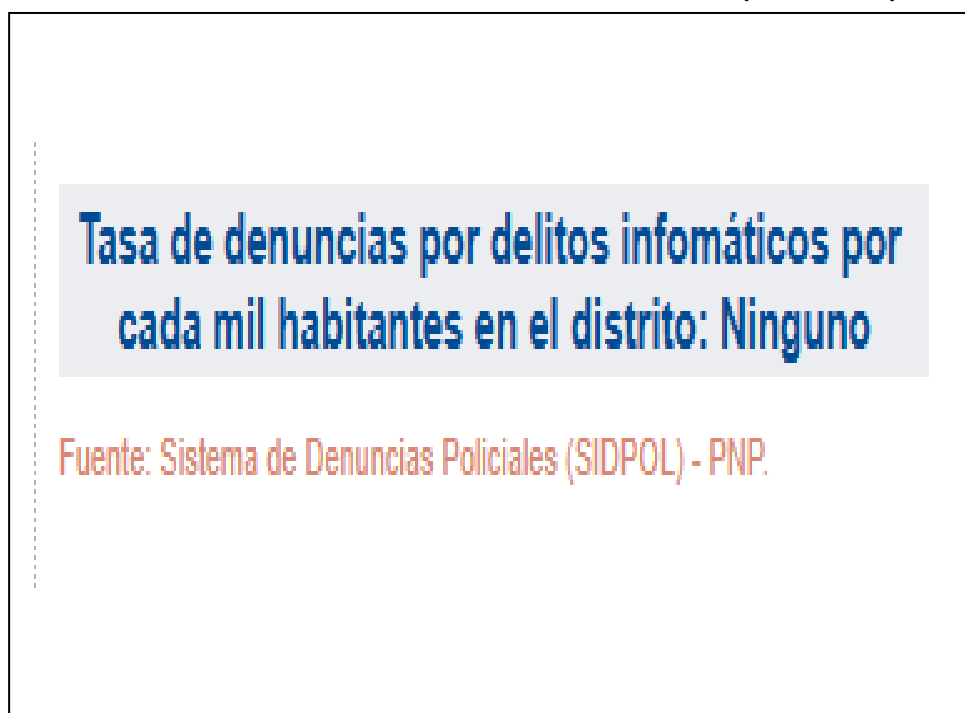 Tasa de denuncias por delitos infomáticos por
cada mil habitantes en el distrito: Ninguno
Fuente: Sistema de Denuncias Policiales (SIDPOL) - PNP.